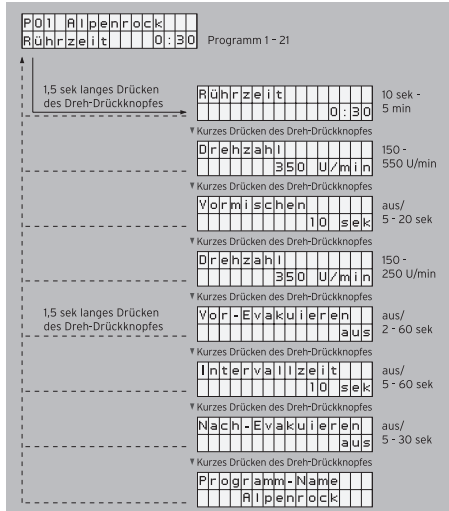 P01 Alpenrock
Rührzeit 0:30
Programm 1 - 21
1,5 sek langes Drücken
des Dreh-Drückknopfes
Rührzeit
0:30
10 sek -
5 min
Kurzes Drücken des Dreh-Drückknopfes
Drehzahl
350 U/min
150 -
550 U/min
Kurzes Drücken des Dreh-Drückknopfes
Vormischen
10 sek
aus/
5 - 20 sek
Kurzes Drücken des Dreh-Drückknopfes
Drehzahl
350 U/min
150 -
250 U/min
Kurzes Drücken des Dreh-Drückknopfes
1,5 sek langes Drücken
des Dreh-Drückknopfes
Vor-Evakuieren
aus
aus/
2 - 60 sek
Kurzes Drücken des Dreh-Drückknopfes
Intervallzeit
10 sek
aus/
5 - 60 sek
Kurzes Drücken des Dreh-Drückknopfes
Nach-Evakuieren
aus
aus/
5 - 30 sek
Kurzes Drücken des Dreh-Drückknopfes
Programm-Name
Alpenrock